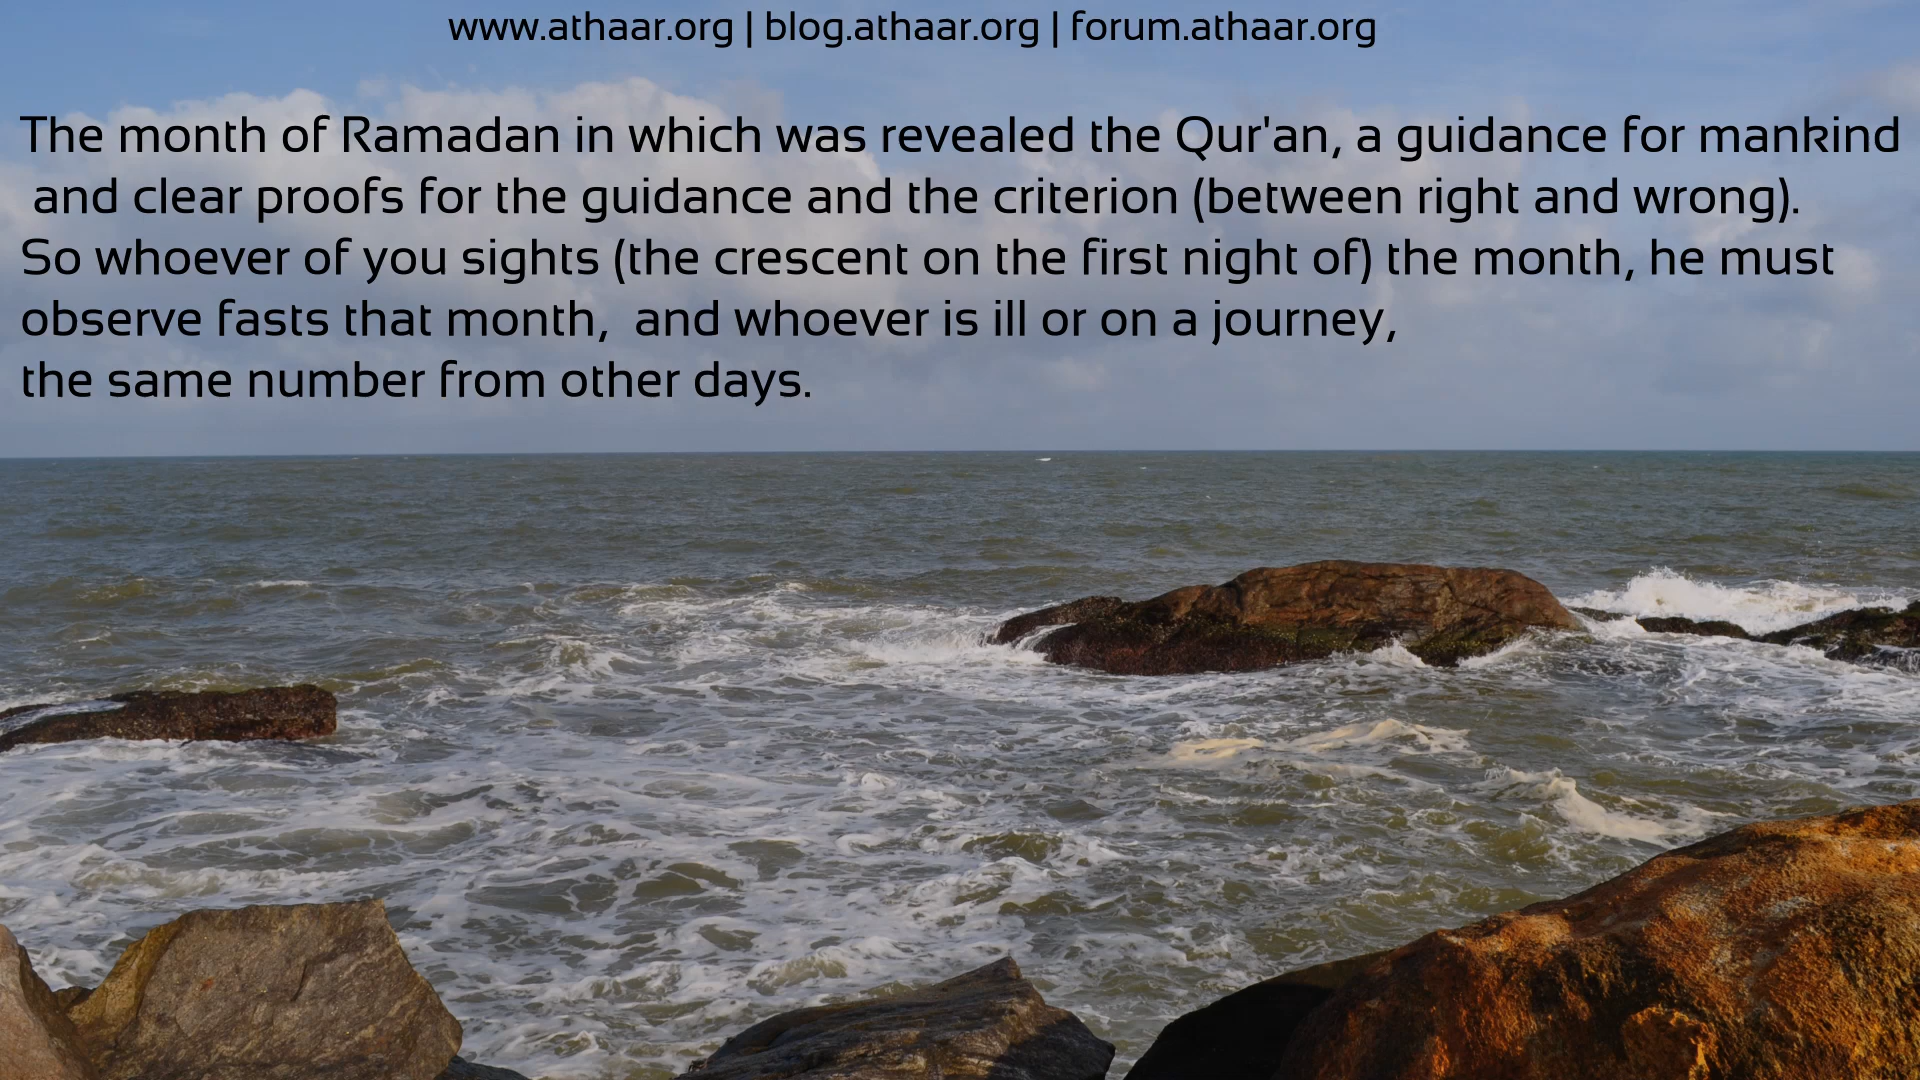 www.athaar.org | blog.athaar.org | forum.athaar.org
The month of Ramadan in which was revealed the Qur'an, a guidance for mankind
and clear proofs for the guidance and the criterion (between right and wrong).
So whoever of you sights (the crescent on the first night of) the month, he must
observe fasts that month,  and whoever is ill or on a journey,
the same number from other days.